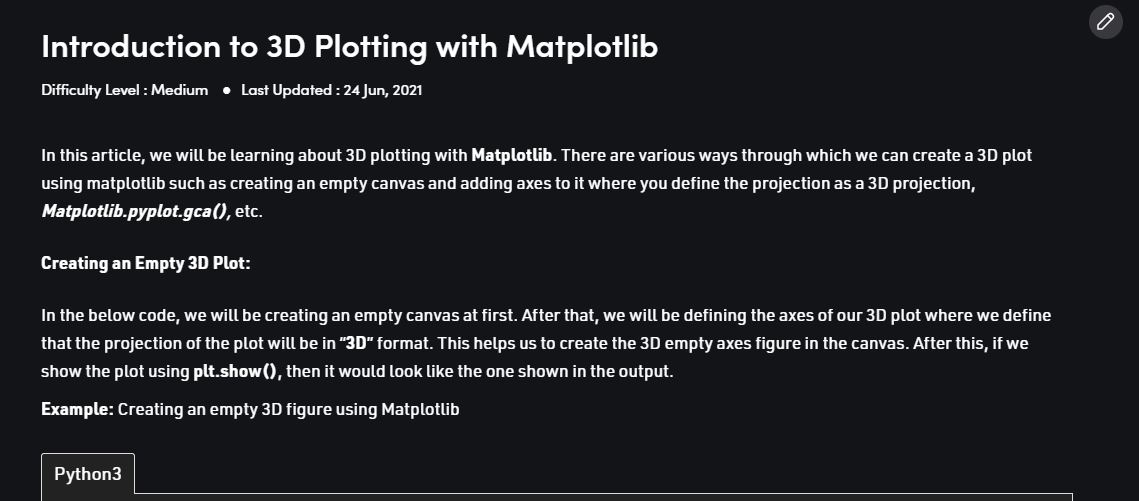 Introduction to 3D Plotting with Matplotlib
Difficulty Level : Medium ● Last Updated : 24 Jun, 2021
In this article, we will be learning about 3D plotting with Matplotlib. There are various ways through which we can create a 3D plot
using matplotlib such as creating an empty canvas and adding axes to it where you define the projection as a 3D projection,
Matplotlib.pyplot.gca(), etc.
Creating an Empty 3D Plot:
In the below code, we will be creating an empty canvas at first. After that, we will be defining the axes of our 3D plot where we define
that the projection of the plot will be in “3D” format. This helps us to create the 3D empty axes figure in the canvas. After this, if we
show the plot using plt.show(), then it would look like the one shown in the output.
Example: Creating an empty 3D figure using Matplotlib
Python3